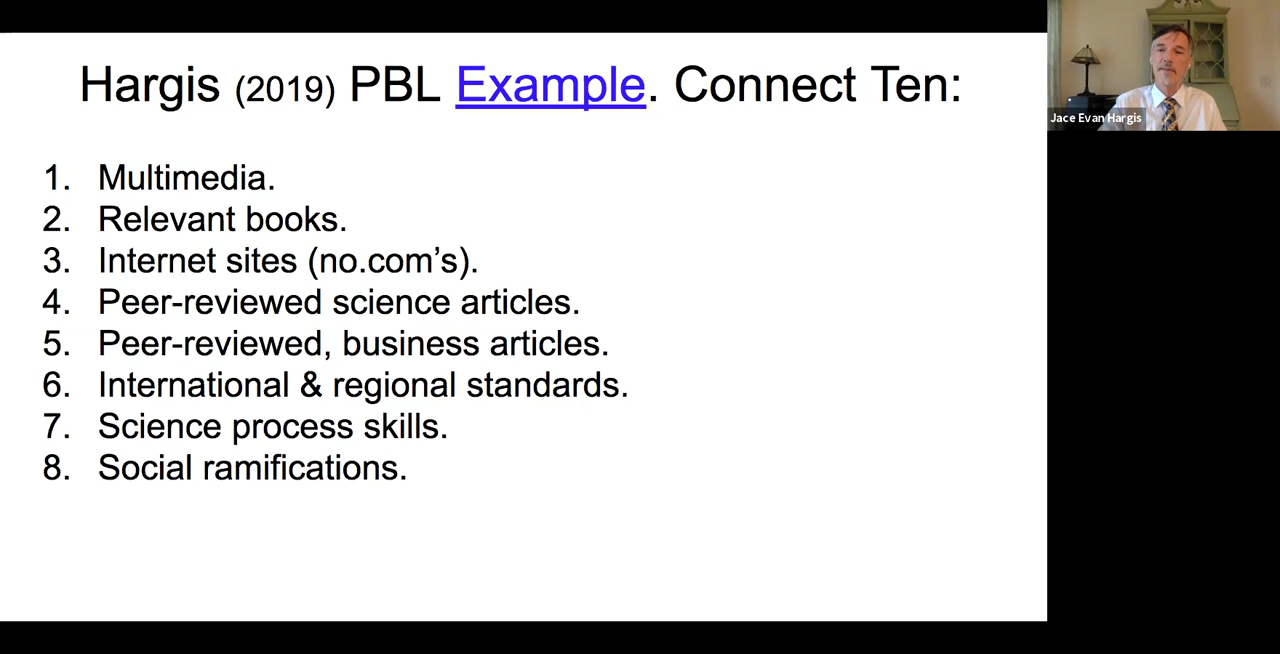 Hargis (2019) PBL Example. Connect Ten:
1. Multimedia.
2. Relevant books.
3. Internet sites (no.com’s).
4. Peer-reviewed science articles.
5. Peer-reviewed, business articles.
6. International & regional standards.
7. Science process skills.
8. Social ramifications.
Jace Evan Hargis